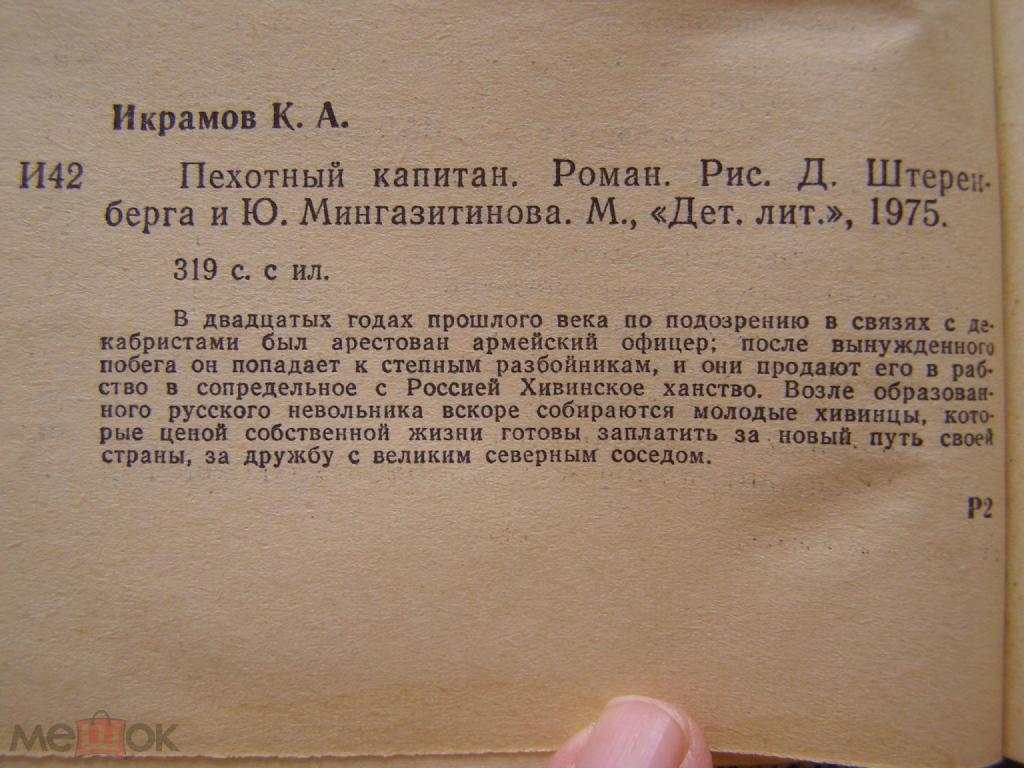 Икрамов К. А.
И42 Пехотный капитан. Роман. Рис. Д. Штерен-
берга и Ю. Мингазитинова. М., «Дет. лит.», 1975.
319 с. с ил.
В двадцатых годах прошлого века по подозрению в связях с де-
кабристами был арестован армейский офицер; после вынужденного
побега он попадает к степным разбойникам, и они продают его в раб-
ство в сопредельное с Россией Хивинское ханство. Возле образован-
ного русского невольника вскоре собираются молодые хивинцы, кото-
рые ценой собственной жизни готовы заплатить за новый путь своей
страны, за дружбу с великим северным соседом.
Р2
мешок